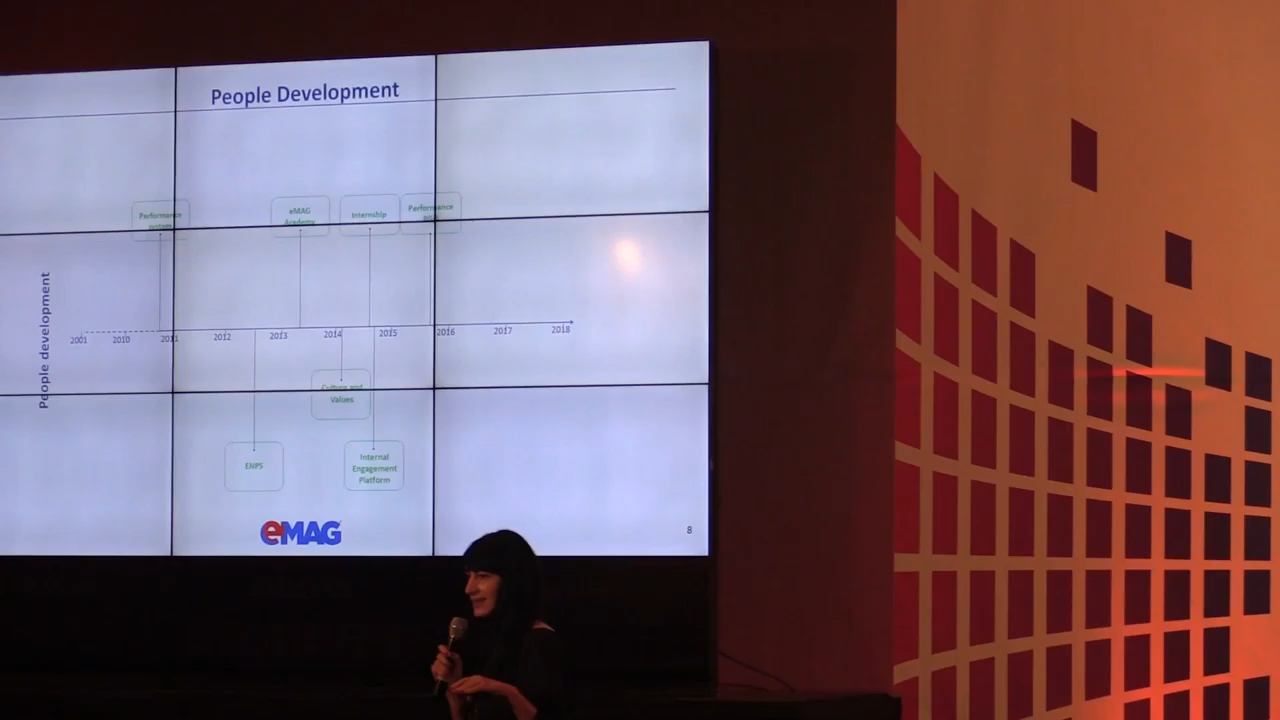 People Development
Performance
system
eMAG
Academy
Internship
Performance
People development
2001
2010
2011
2012
2013
2014
2015
2016
2017
2018
Culture and
Values
ENPS
Internal
Engagement
Platform
eMAG
8